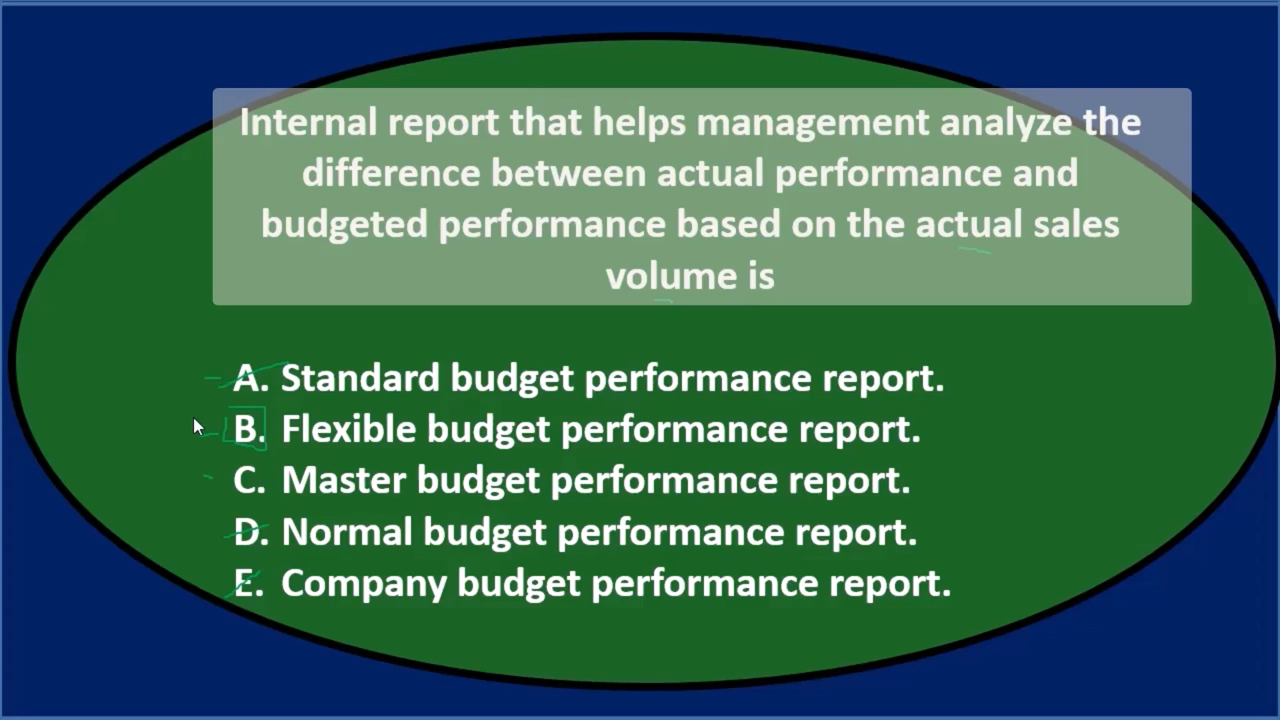 Internal report that helps management analyze the
difference between actual performance and
budgeted performance based on the actual sales
volume is
A. Standard budget performance report.
B. Flexible budget performance report.
C. Master budget performance report.
D. Normal budget performance report.
E. Company budget performance report.